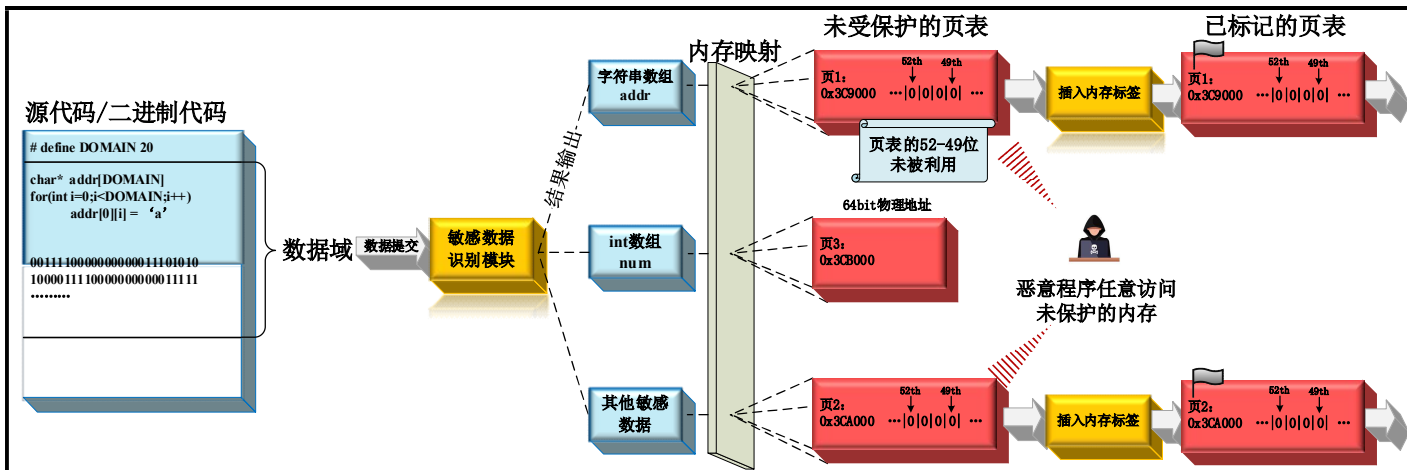 源代码/二进制代码
# define DOMAIN 20
char* addr[DOMAIN]
for(int i=0;i<DOMAIN;i++)
addr[0][i] = ‘a’
00111100000000000011101010
10000111100000000000011111
………
数据域
数据提交
敏感数据
识别模块
结果输出
字符串数组
addr
int数组
num
其他敏感
数据
内存映射
未受保护的页表
52th 49th
页1:
0x3C9000 …|0|0|0|0| …
页表的52-49位
未被利用
64bit物理地址
页3:
0x3CB000
52th 49th
页2:
0x3CA000 …|0|0|0|0| …
恶意程序任意访问
未保护的内存
插入内存标签
插入内存标签
已标记的页表
52th 49th
页1:
0x3C9000 …|0|0|0|0| …
52th 49th
页2:
0x3CA000 …|0|0|0|0| …